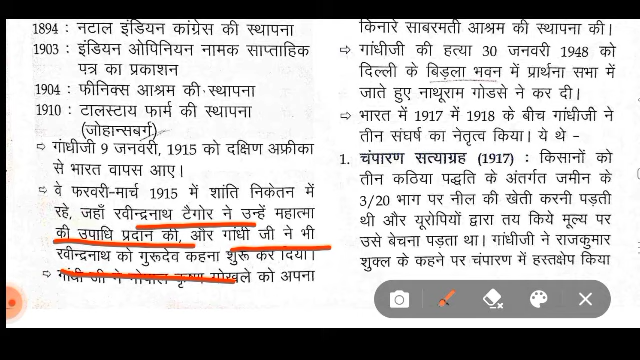 1894 : नटाल इंडियन कांग्रेस की स्थापना
1903 : इंडियन ओपिनियन नामक साप्ताहिक
पत्र का प्रकाशन
1904 : फीनिक्स आश्रम की स्थापना
1910 : टालस्टाय फार्म की स्थापना
(जोहान्सबर्ग)
⇨ गांधीजी 9 जनवरी, 1915 को दक्षिण अफ्रीका
से भारत वापस आए।
⇨ वे फरवरी-मार्च 1915 में शांति निकेतन में
रहे, जहाँ रवीन्द्रनाथ टैगोर ने उन्हें महात्मा
की उपाधि प्रदान की, और गांधी जी ने भी
रवीन्द्रनाथ को गुरूदेव कहना शुरू कर दिया।
⇨ गांधी जी ने गोपाल कृष्ण गोखले को अपना
किनारे साबरमती आश्रम की स्थापना की।
⇨ गांधीजी की हत्या 30 जनवरी 1948 को
दिल्ली के बिड़ला भवन में प्रार्थना सभा में
जाते हुए नाथूराम गोडसे ने कर दी।
⇨ भारत में 1917 में 1918 के बीच गांधीजी ने
तीन संघर्ष का नेतृत्व किया। ये थे -
1. चंपारण सत्याग्रह (1917) : किसानों को
तीन कठिया पद्धति के अंतर्गत जमीन के
3/20 भाग पर नील की खेती करनी पड़ती
थी और यूरोपियों द्वारा तय किये मूल्य पर
उसे बेचना पड़ता था। गांधीजी ने राजकुमार
शुक्ल के कहने पर चंपारण में हस्तक्षेप किया